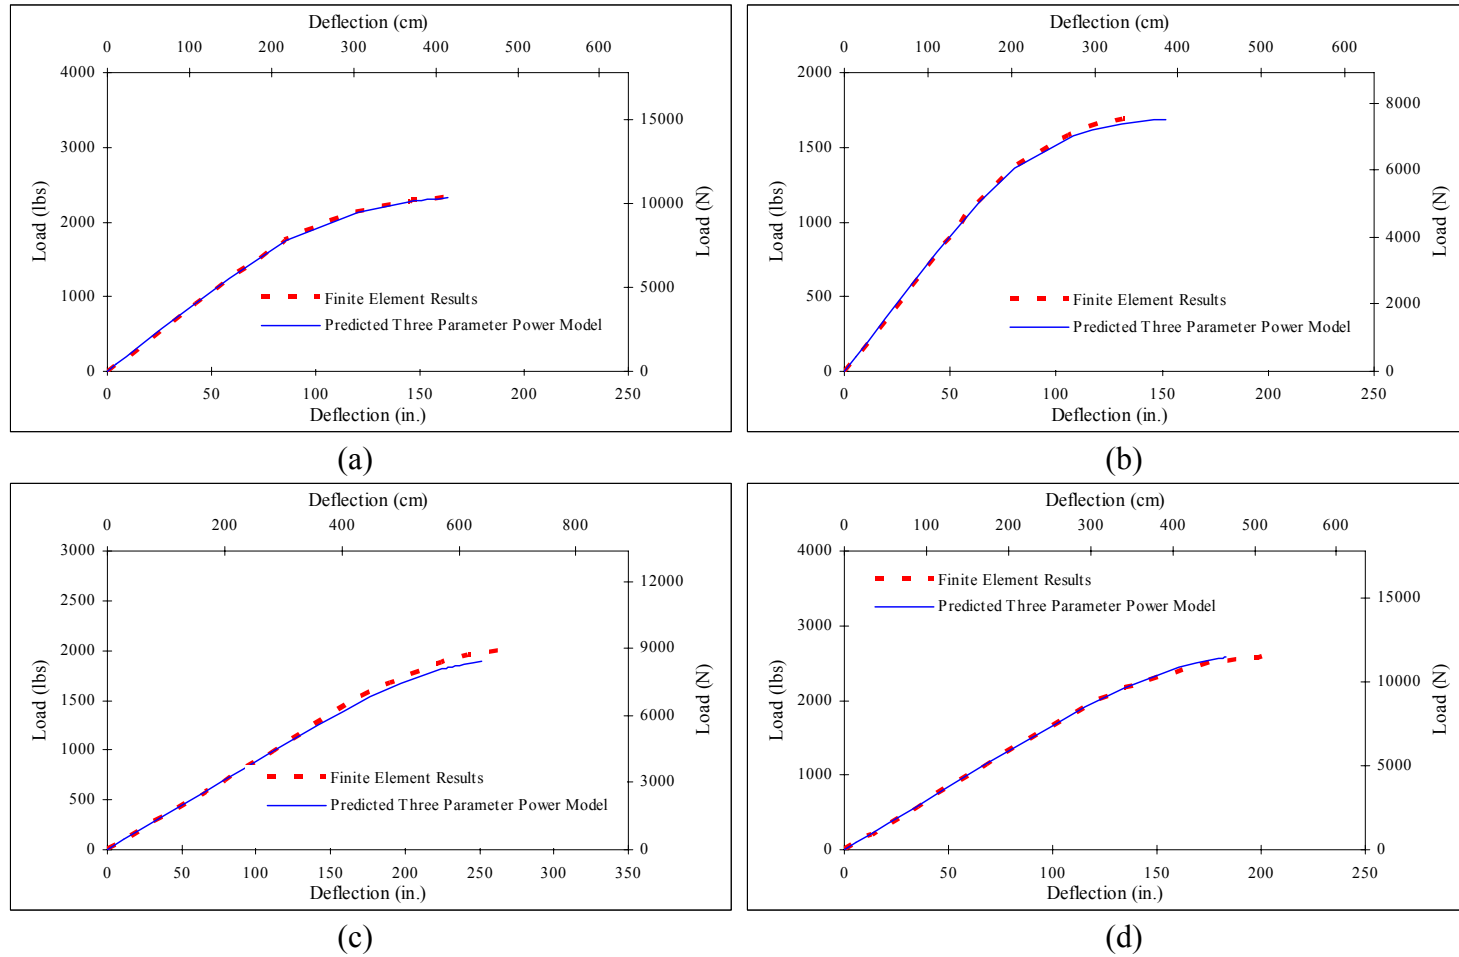 Deflection (cm)
0 100 200 300 400 500 600
4000
3000
2000
1000
0
Load (lbs)
15000
10000
5000
0
Load (N)
Finite Element Results
Predicted Three Parameter Power Model
0 50 100 150 200 250
Deflection (in.)
(a)
Deflection (cm)
0 100 200 300 400 500 600
2000
1500
1000
500
0
Load (lbs)
8000
6000
4000
2000
0
Load (N)
Finite Element Results
Predicted Three Parameter Power Model
0 50 100 150 200 250
Deflection (in.)
(b)
Deflection (cm)
0 200 400 600 800
3000
2500
2000
1500
1000
500
0
Load (lbs)
12000
9000
6000
3000
0
Load (N)
Finite Element Results
Predicted Three Parameter Power Model
0 50 100 150 200 250 300 350
Deflection (in.)
(c)
Deflection (cm)
0 100 200 300 400 500 600
4000
3000
2000
1000
0
Load (lbs)
15000
10000
5000
0
Load (N)
Finite Element Results
Predicted Three Parameter Power Model
0 50 100 150 200 250
Deflection (in.)
(d)